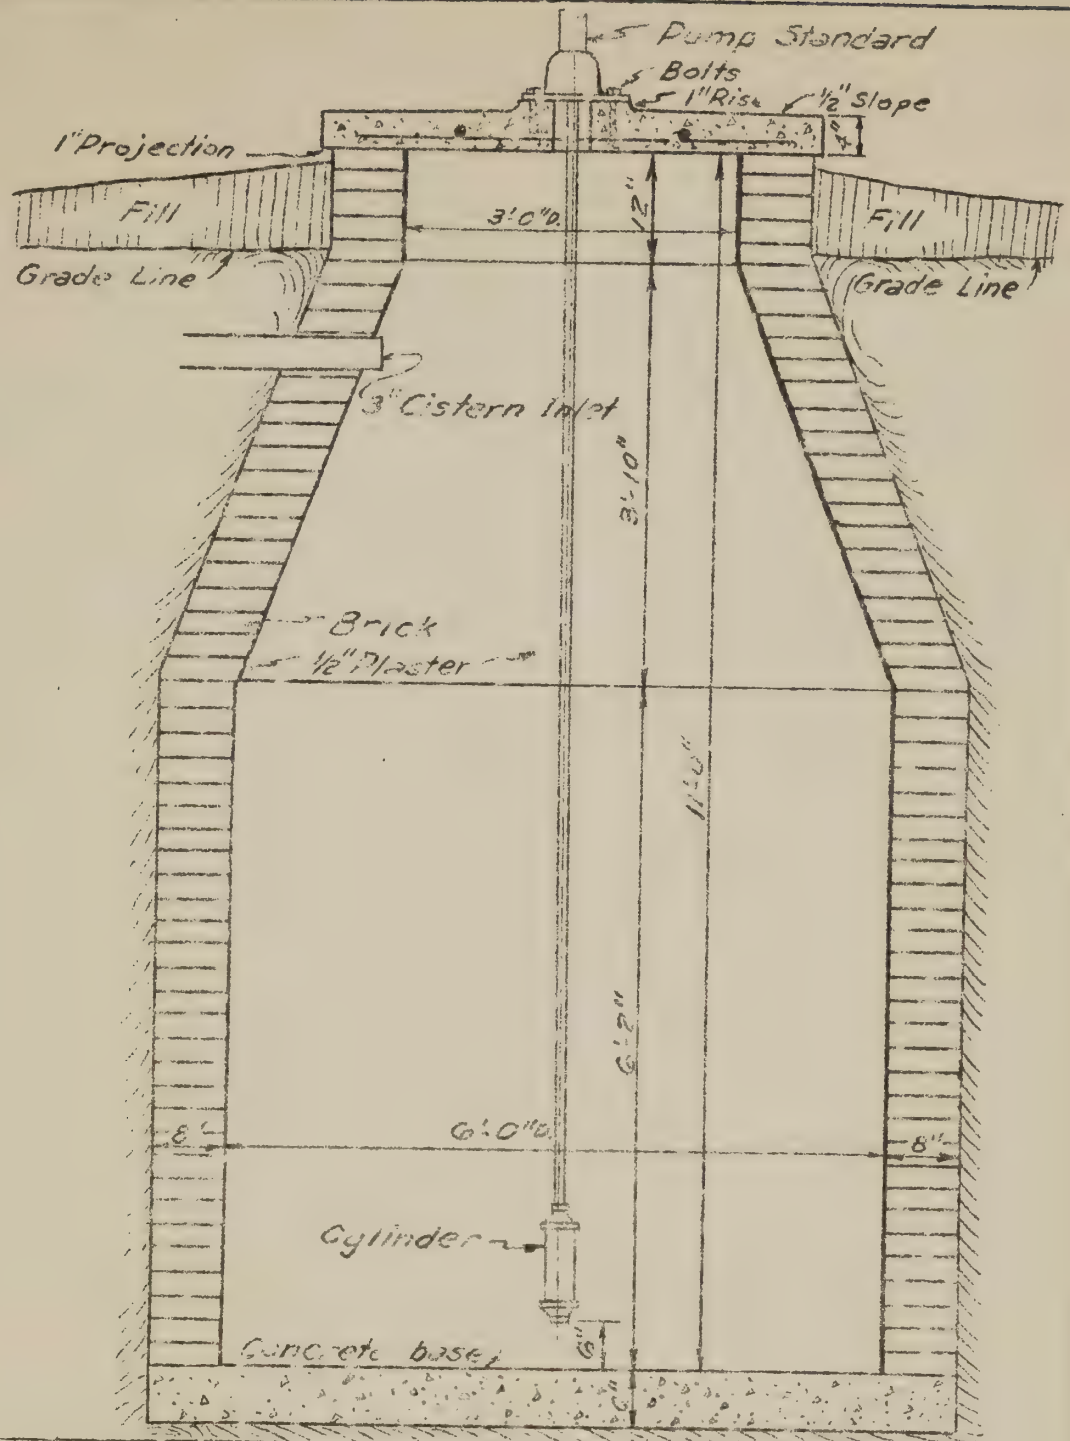 Pump Standard
Bolts
1" Rise
1/2" Slope
4"
1" Projection
Fill
3'-0"D.
12"
Fill
Grade Line
Grade Line
3" Cistern Inlet
3'-10"
Brick
1/2" Plaster
11'-0"
6'-2"
8"
6'-0"D.
8"
Cylinder
6"
Concrete base
6"